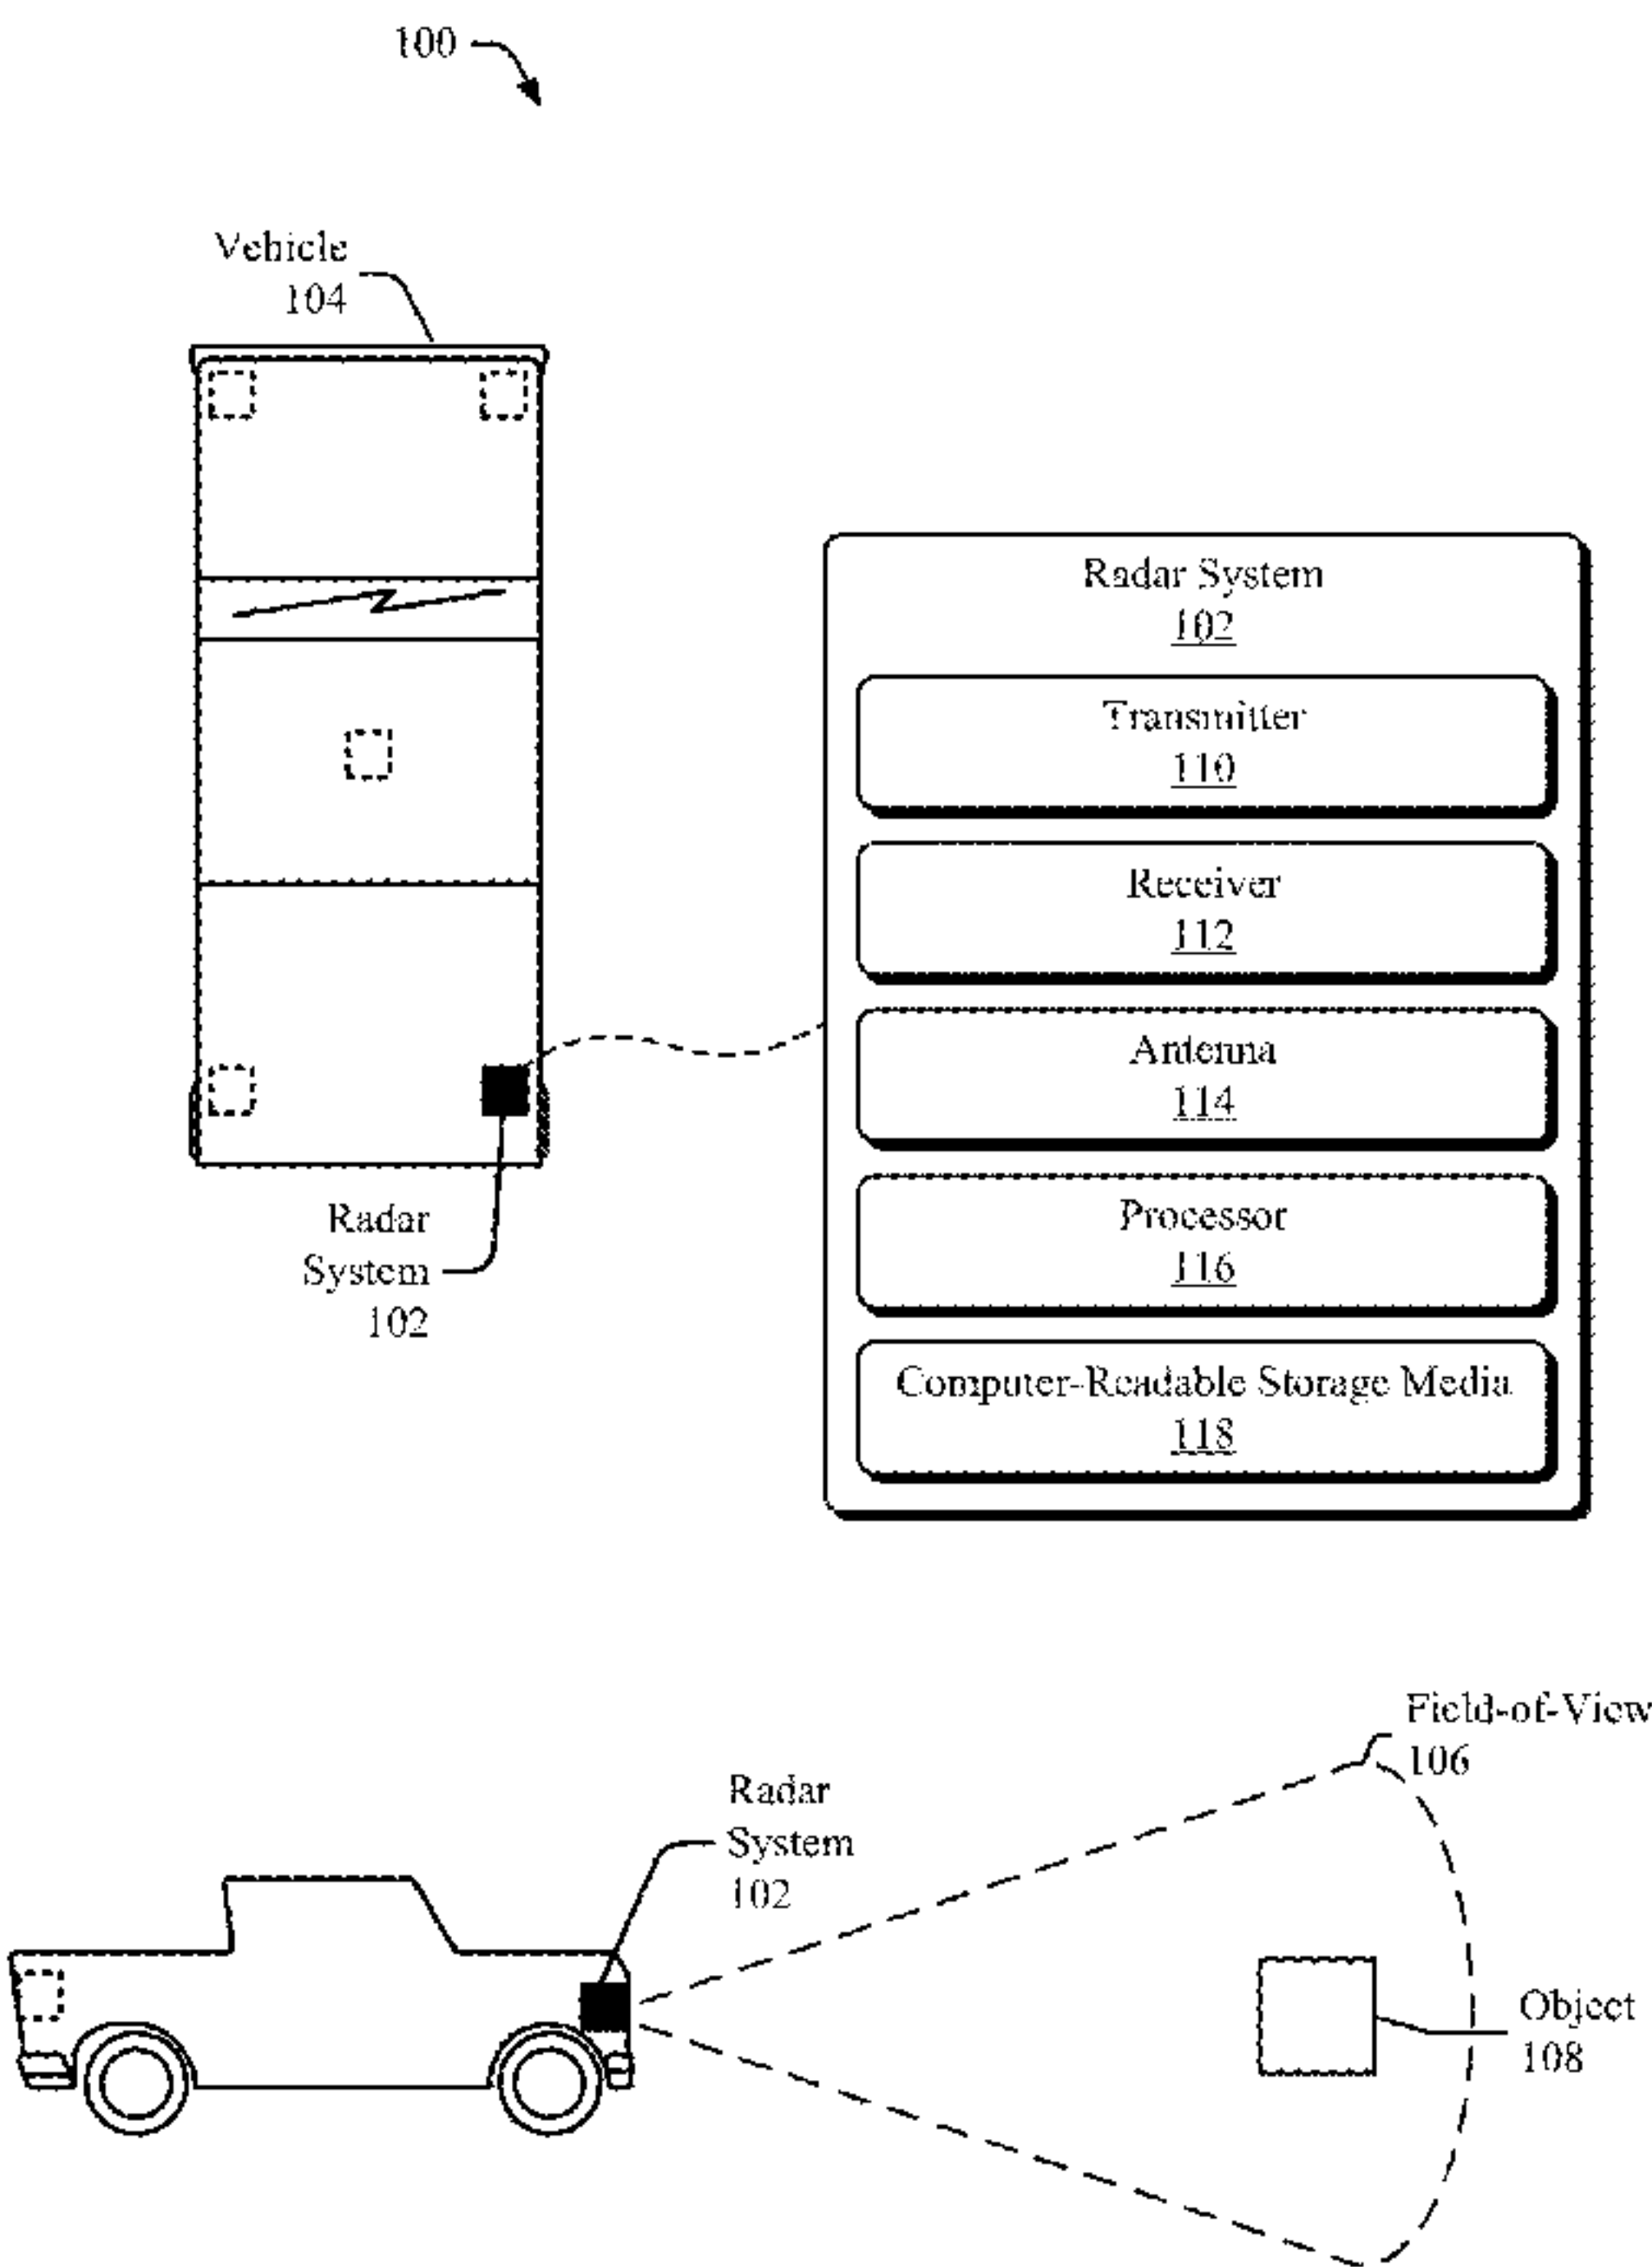 100
Vehicle
104
Radar System
102
Transmitter
110
Receiver
112
Antenna
114
Processor
116
Computer-Readable Storage Media
118
Radar
System
102
Field-of-View
106
Radar
System
102
Object
108